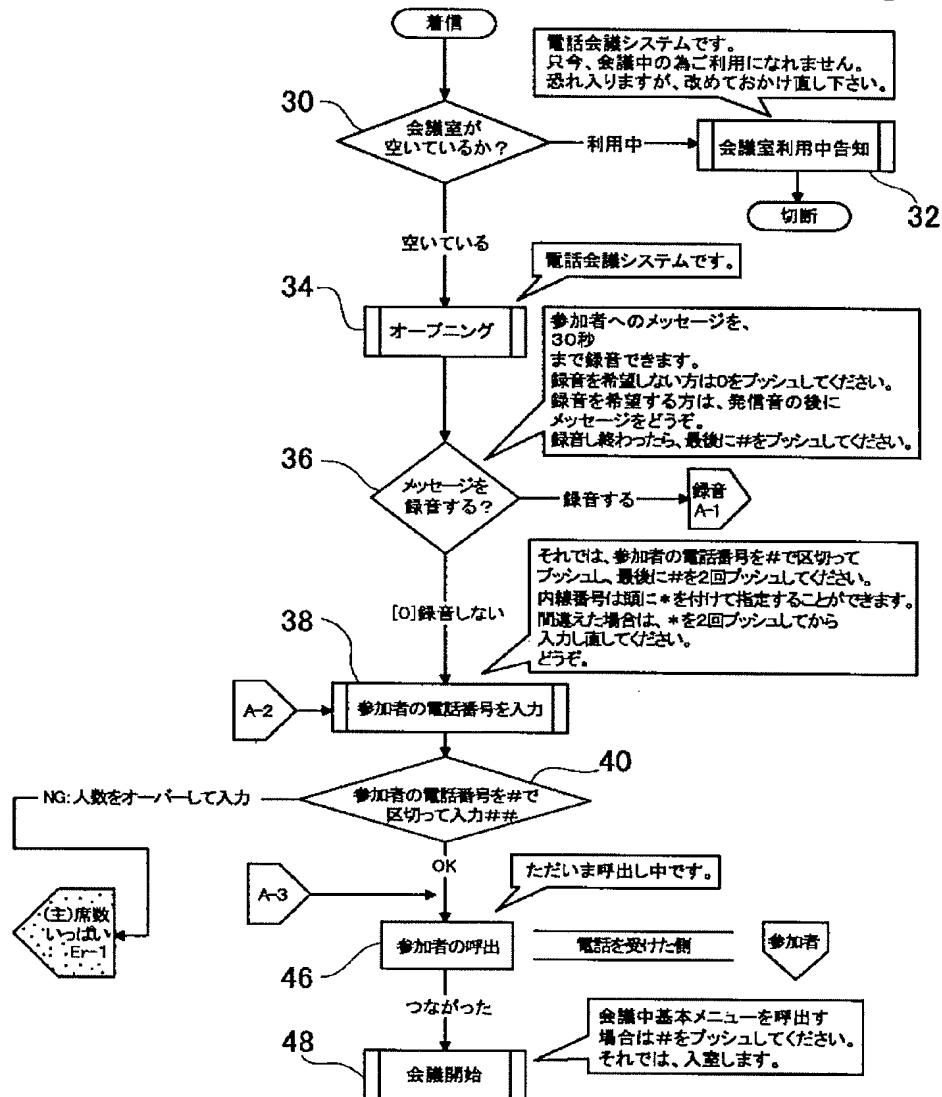 着信
電話会議システムです。
只今、会議中の為ご利用になれません。
恐れ入りますが、改めておかけ直し下さい。
30
会議室が
空いているか？
利用中
会議室利用中告知
32
切断
空いている
電話会議システムです。
34
オープニング
参加者へのメッセージを、
30秒
まで録音できます。
録音を希望しない方は0をプッシュしてください。
録音を希望する方は、発信音の後に
メッセージをどうぞ。
録音し終わったら、最後に#をプッシュしてください。
36
メッセージを
録音する？
録音する
録音
A-1
それでは、参加者の電話番号を#で区切って
プッシュし、最後に#を2回プッシュしてください。
内線番号は頭に*を付けて指定することができます。
間違えた場合は、*を2回プッシュしてから
入力し直してください。
どうぞ。
[0]録音しない
38
A-2
参加者の電話番号を入力
40
NG:人数をオーバーして入力
参加者の電話番号を#で
区切って入力##
OK
ただいま呼出し中です。
A-3
(主)席数
いっぱい
Er-1
参加者の呼出
46
電話を受けた側
参加者
つながった
会議中基本メニューを呼出す
場合は#をプッシュしてください。
それでは、入室します。
48
会議開始